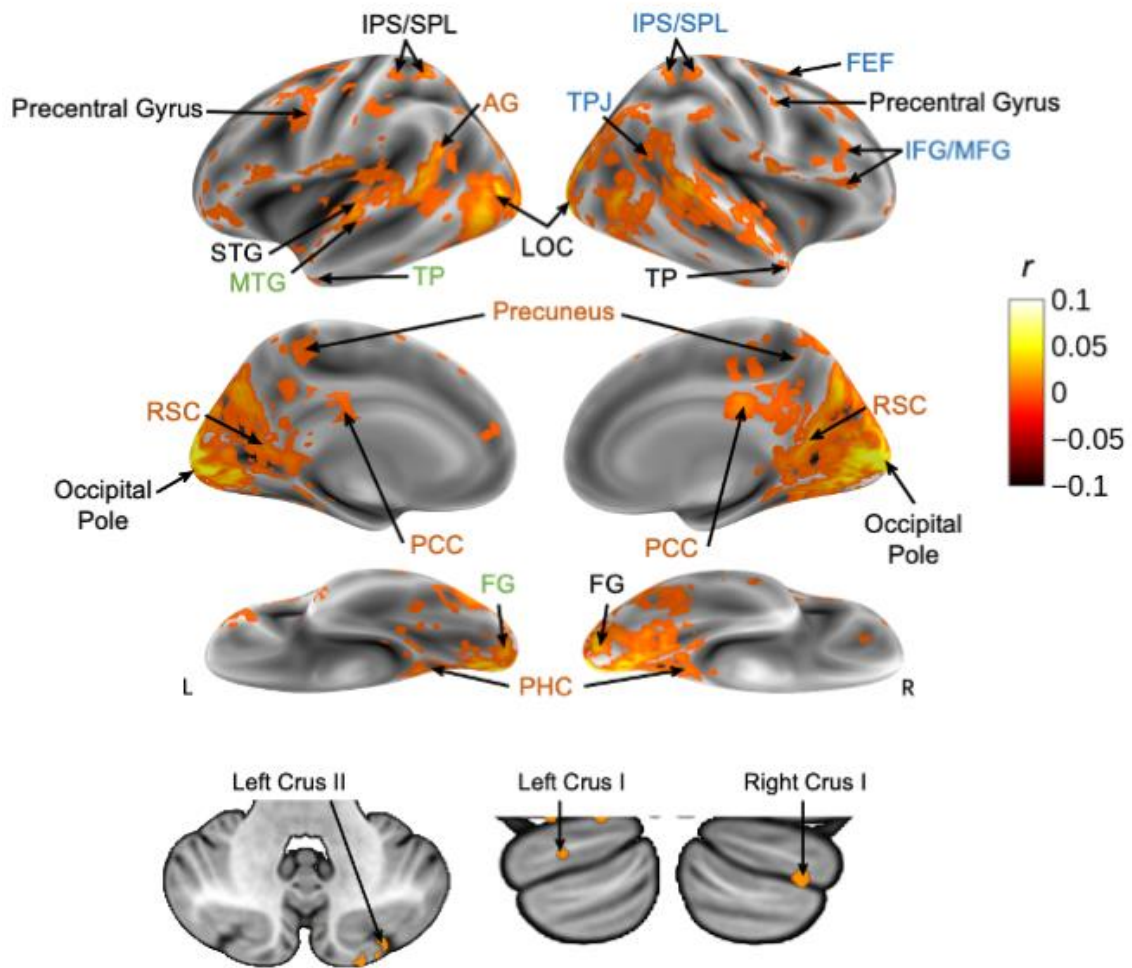 IPS/SPL
IPS/SPL
FEF
Precentral Gyrus
AG
TPJ
Precentral Gyrus
IFG/MFG
STG
LOC
MTG
TP
TP
r
0.1
0.05
0
−0.05
−0.1
Precuneus
RSC
RSC
Occipital
Pole
Occipital
Pole
PCC
PCC
FG
FG
L
PHC
R
Left Crus II
Left Crus I
Right Crus I